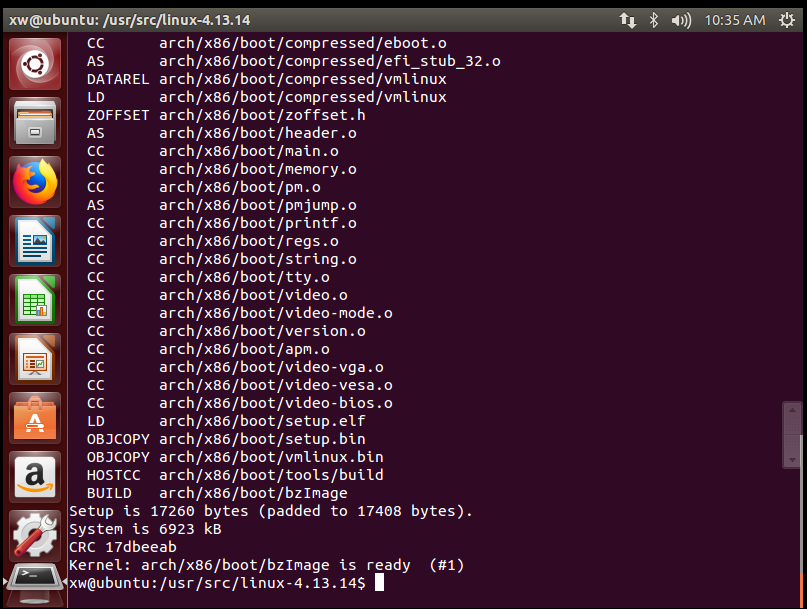 xw@ubuntu: /usr/src/linux-4.13.14
10:35 AM
CC arch/x86/boot/compressed/eboot.o
AS arch/x86/boot/compressed/efi_stub_32.o
DATAREL arch/x86/boot/compressed/vmlinux
LD arch/x86/boot/compressed/vmlinux
ZOFFSET arch/x86/boot/zoffset.h
AS arch/x86/boot/header.o
CC arch/x86/boot/main.o
CC arch/x86/boot/memory.o
CC arch/x86/boot/pm.o
AS arch/x86/boot/pmjump.o
CC arch/x86/boot/printf.o
CC arch/x86/boot/regs.o
CC arch/x86/boot/string.o
CC arch/x86/boot/tty.o
CC arch/x86/boot/video.o
CC arch/x86/boot/video-mode.o
CC arch/x86/boot/version.o
CC arch/x86/boot/apm.o
CC arch/x86/boot/video-vga.o
CC arch/x86/boot/video-vesa.o
CC arch/x86/boot/video-bios.o
LD arch/x86/boot/setup.elf
OBJCOPY arch/x86/boot/setup.bin
OBJCOPY arch/x86/boot/vmlinux.bin
HOSTCC arch/x86/boot/tools/build
BUILD arch/x86/boot/bzImage
Setup is 17260 bytes (padded to 17408 bytes).
System is 6923 kB
CRC 17dbeeab
Kernel: arch/x86/boot/bzImage is ready (#1)
xw@ubuntu:/usr/src/linux-4.13.14$